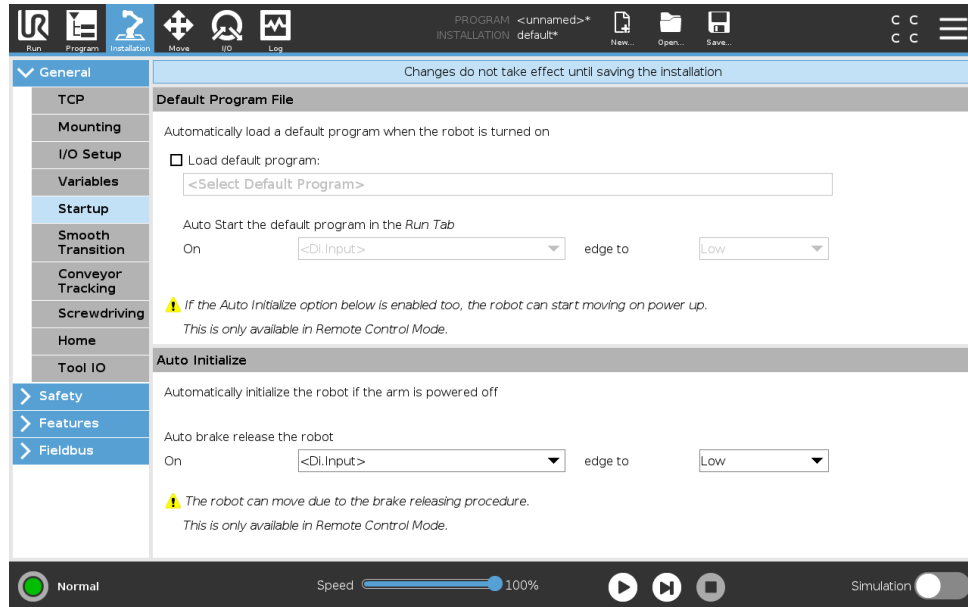 PROGRAM <unnamed>*
INSTALLATION default*
Run Program Installation Move I/O Log New... Open... Save...
C C
C C
General
TCP
Mounting
I/O Setup
Variables
Startup
Smooth
Transition
Conveyor
Tracking
Screwdriving
Home
Tool IO
Safety
Features
Fieldbus
Changes do not take effect until saving the installation
Default Program File
Automatically load a default program when the robot is turned on
Load default program:
<Select Default Program>
Auto Start the default program in the Run Tab
On <Di.Input> edge to Low
If the Auto Initialize option below is enabled too, the robot can start moving on power up.
This is only available in Remote Control Mode.
Auto Initialize
Automatically initialize the robot if the arm is powered off
Auto brake release the robot
On <Di.Input> edge to Low
The robot can move due to the brake releasing procedure.
This is only available in Remote Control Mode.
Normal Speed 100% Simulation